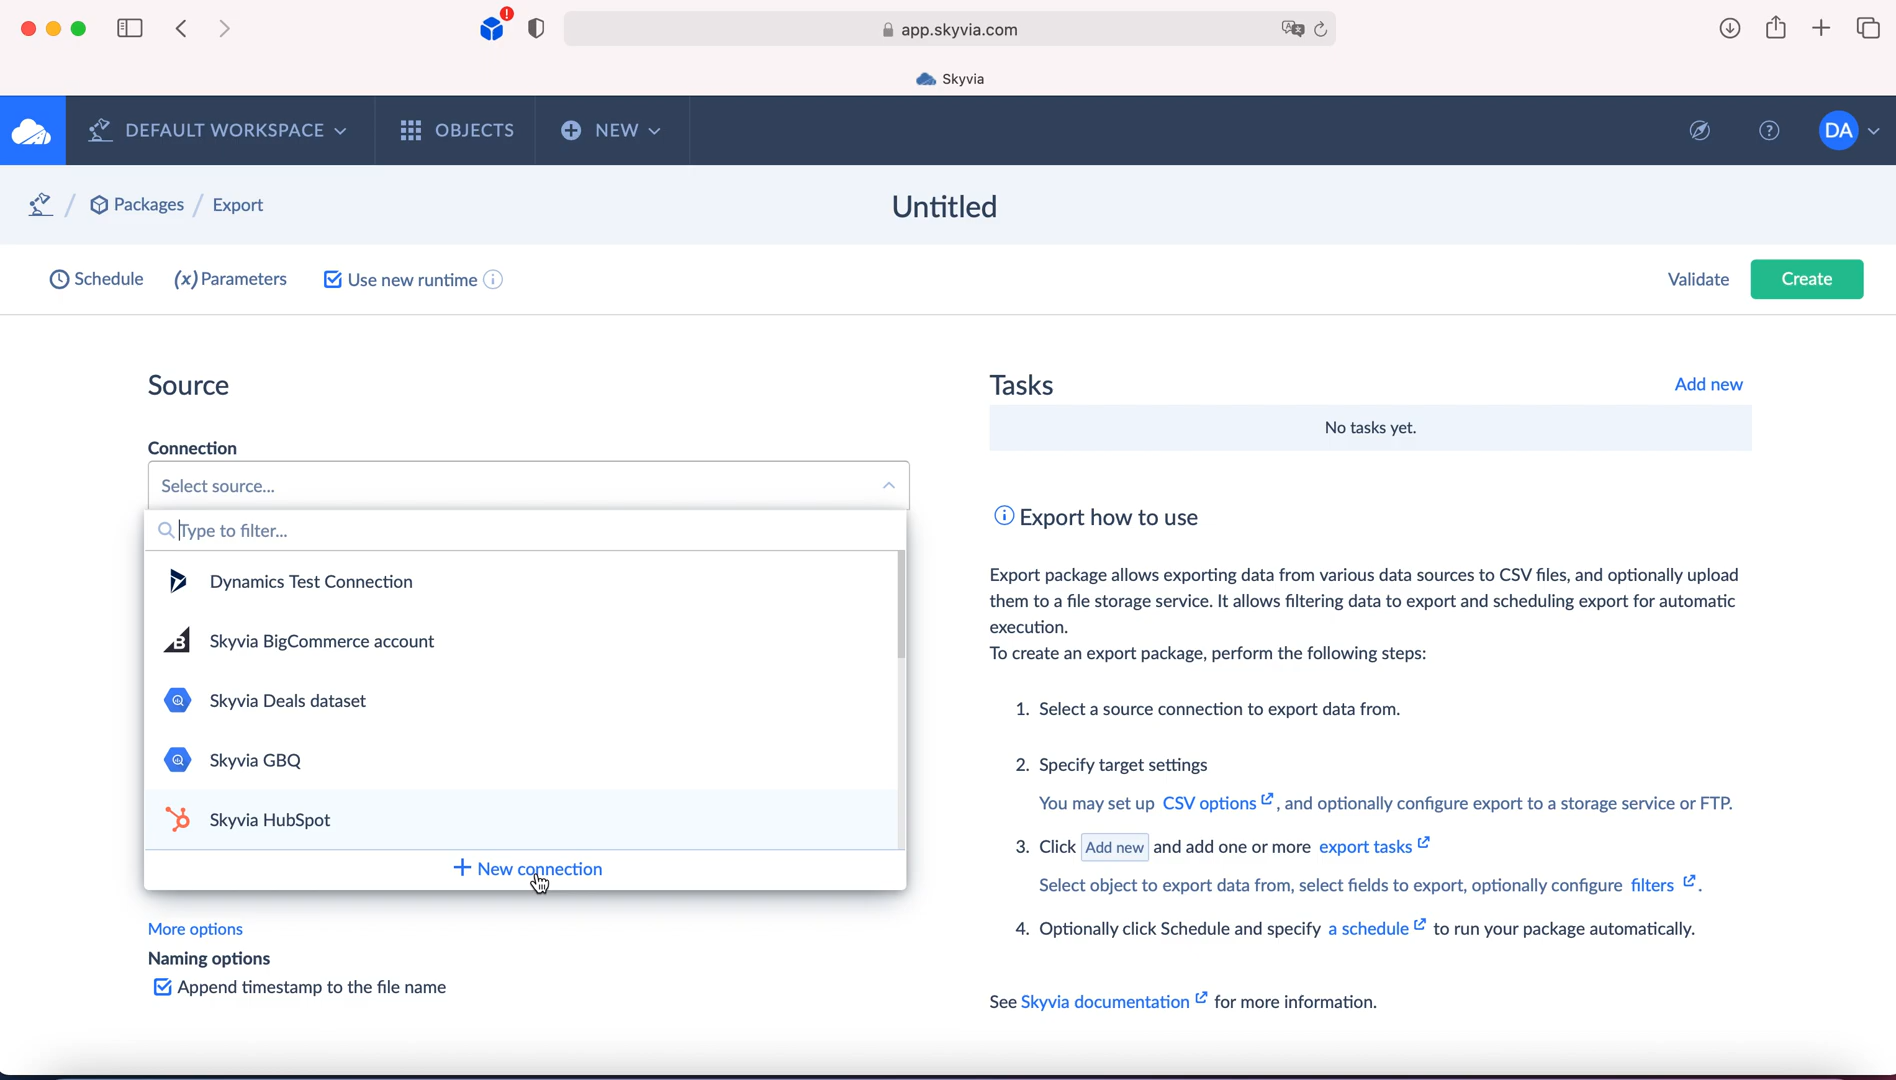 app.skyvia.com
Skyvia
DEFAULT WORKSPACE
OBJECTS
NEW
DA
Packages / Export
Untitled
Schedule
(x) Parameters
Use new runtime
Validate
Create
Source
Connection
Select source...
Type to filter...
Dynamics Test Connection
Skyvia BigCommerce account
Skyvia Deals dataset
Skyvia GBQ
Skyvia HubSpot
+ New connection
More options
Naming options
Append timestamp to the file name
Tasks
Add new
No tasks yet.
Export how to use
Export package allows exporting data from various data sources to CSV files, and optionally upload
them to a file storage service. It allows filtering data to export and scheduling export for automatic
execution.
To create an export package, perform the following steps:
1. Select a source connection to export data from.
2. Specify target settings
You may set up CSV options, and optionally configure export to a storage service or FTP.
3. Click Add new and add one or more export tasks
Select object to export data from, select fields to export, optionally configure filters.
4. Optionally click Schedule and specify a schedule to run your package automatically.
See Skyvia documentation for more information.